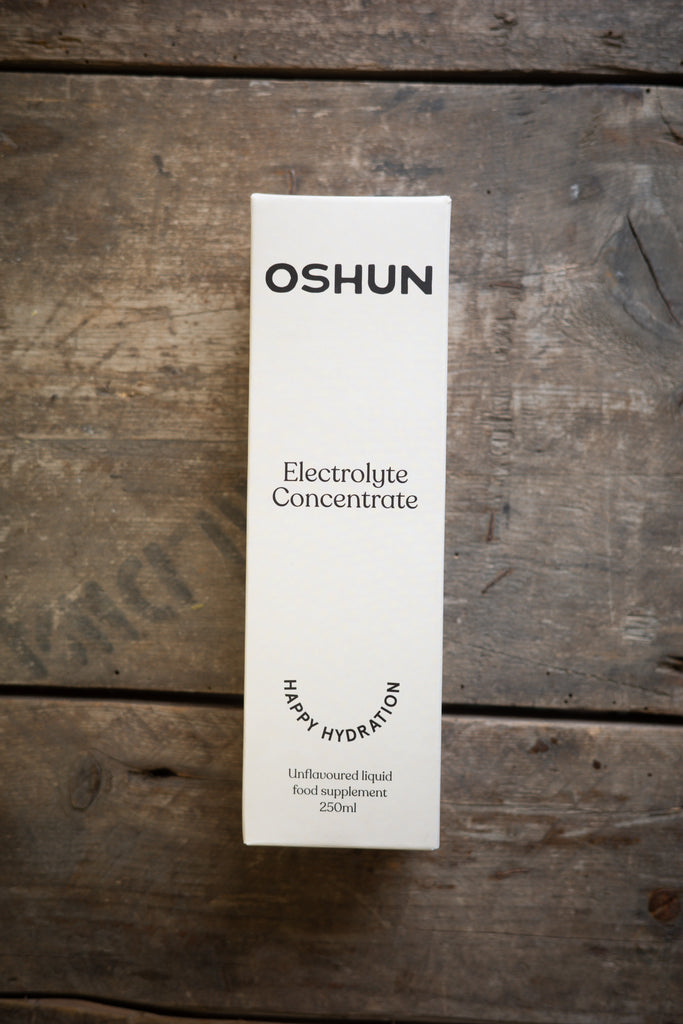 OSHUN
Electrolyte
Concentrate
HAPPY HYDRATION
Unflavoured liquid
food supplement
250ml